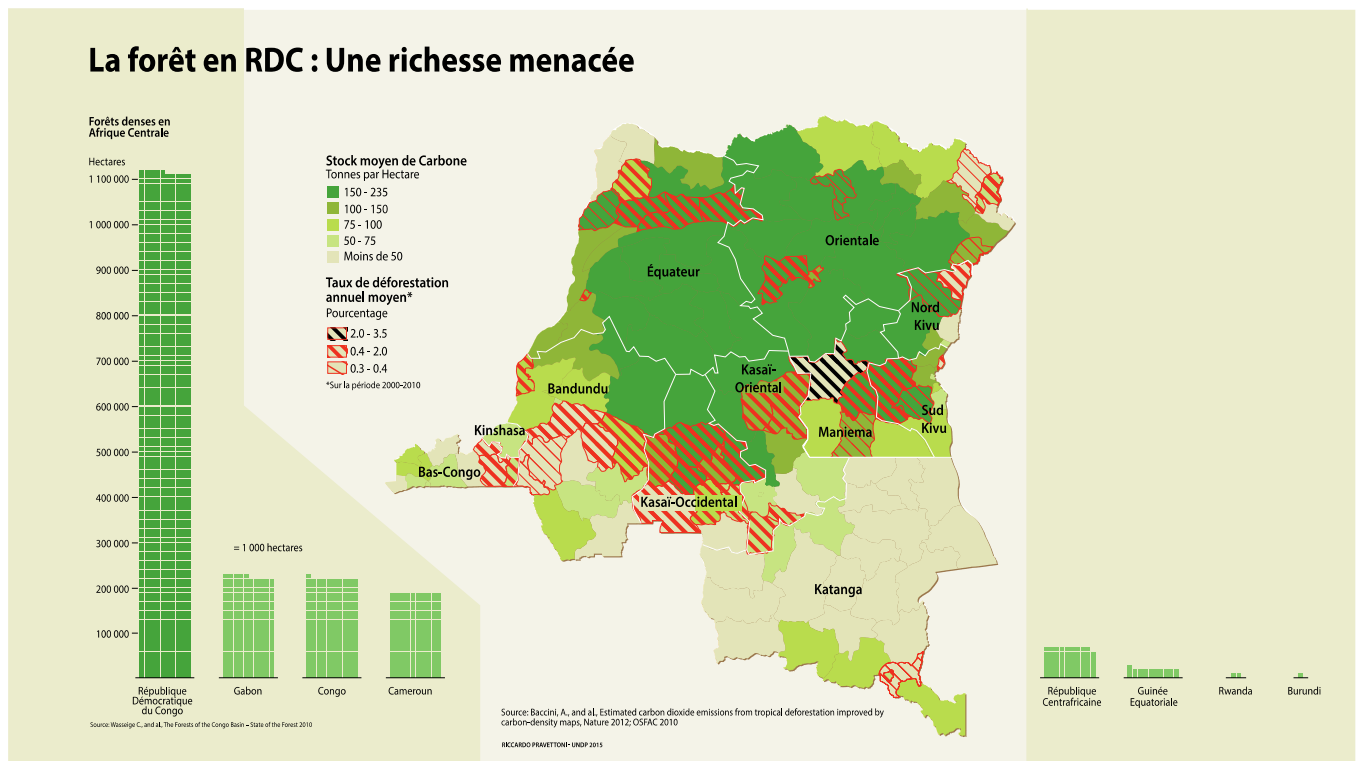 La forêt en RDC : Une richesse menacée
Forêts denses en
Afrique Centrale
Hectares
1 100 000
1 000 000
900 000
800 000
700 000
600 000
500 000
400 000
300 000
200 000
100 000
= 1 000 hectares
République
Démocratique
du Congo
Gabon
Congo
Cameroun
Source: Wasseige C., and al., The Forests of the Congo Basin – State of the Forest 2010
Stock moyen de Carbone
Tonnes par Hectare
150 - 235
100 - 150
75 - 100
50 - 75
Moins de 50
Taux de déforestation
annuel moyen*
Pourcentage
2.0 - 3.5
0.4 - 2.0
0.3 - 0.4
*Sur la période 2000-2010
Orientale
Équateur
Nord
Kivu
Kasaï-
Oriental
Bandundu
Sud
Kivu
Kinshasa
Maniema
Bas-Congo
Kasaï-Occidental
Katanga
Source: Baccini, A., and al., Estimated carbon dioxide emissions from tropical deforestation improved by
carbon-density maps, Nature 2012; OSFAC 2010
RICCARDO PRAVETTONI- UNDP 2015
République
Centrafricaine
Guinée
Equatoriale
Rwanda
Burundi